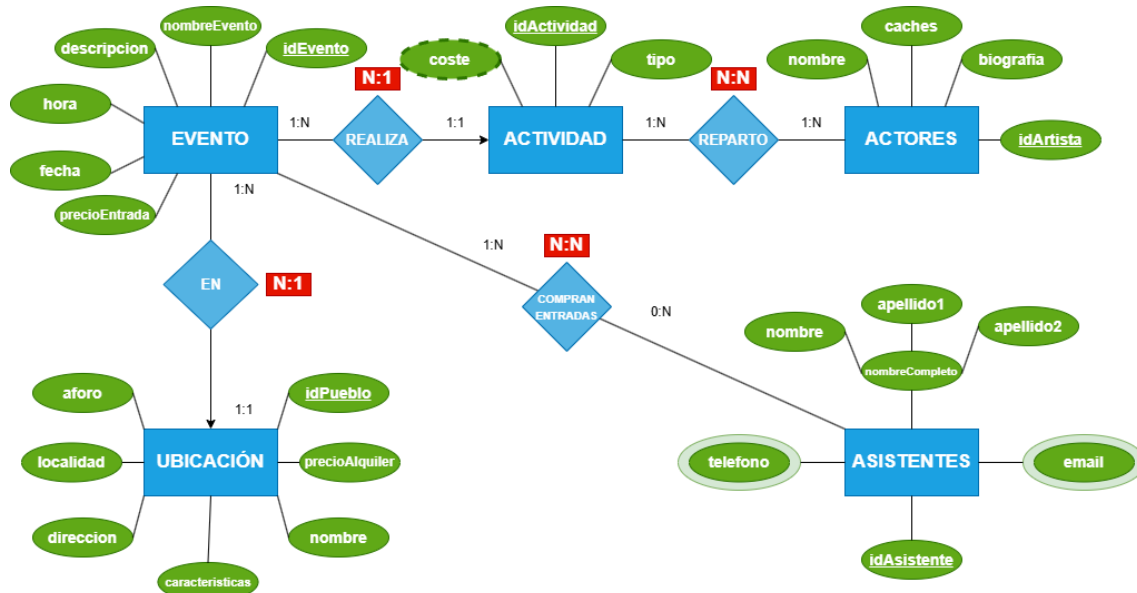 nombreEvento
caches
idActividad
descripcion
idEvento
coste
tipo
nombre
biografia
N:1
N:N
hora
1:N
1:1
1:N
1:N
EVENTO
REALIZA
ACTIVIDAD
REPARTO
ACTORES
idArtista
fecha
1:N
precioEntrada
1:N
N:N
EN
N:1
COMPRAN
ENTRADAS
0:N
apellido1
nombre
apellido2
nombreCompleto
aforo
idPueblo
1:1
localidad
UBICACIÓN
precioAlquiler
telefono
ASISTENTES
email
direccion
nombre
idAsistente
caracteristicas